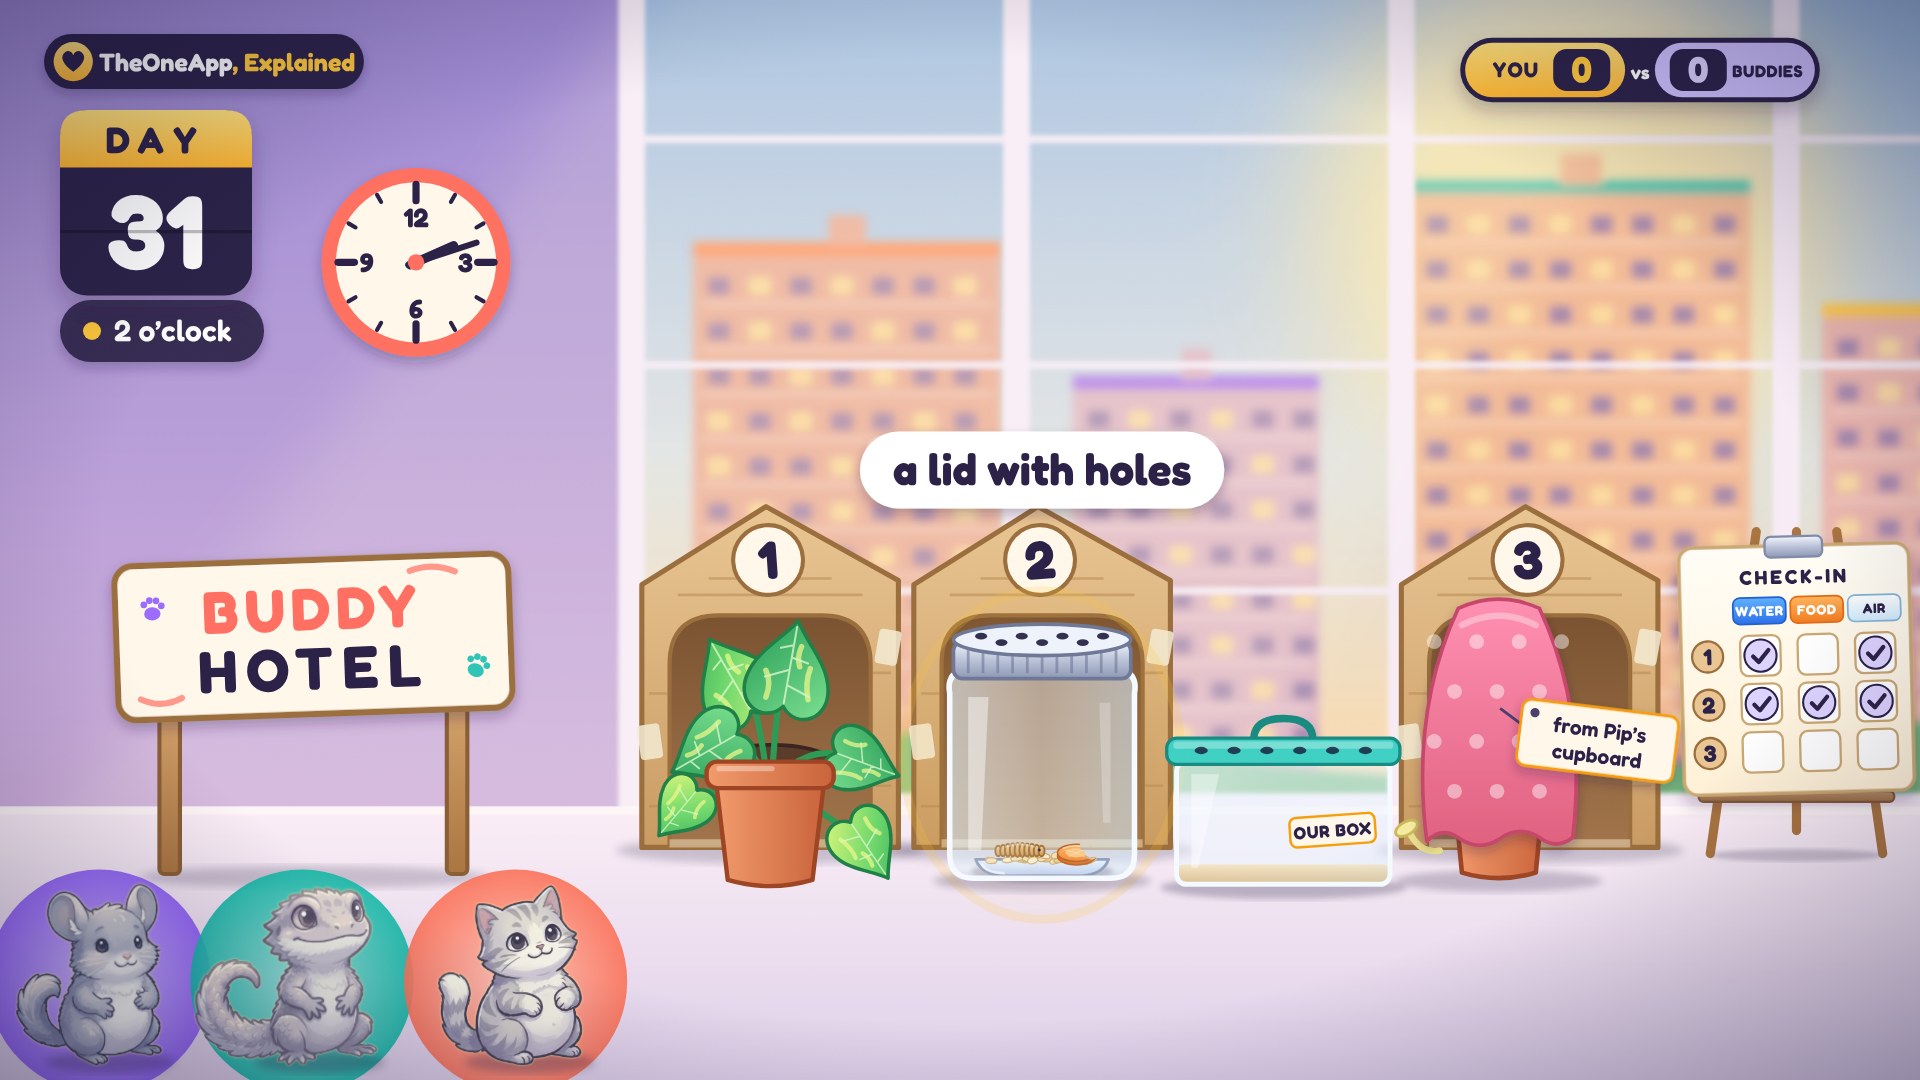 TheOneApp, Explained
YOU 0 vs 0 BUDDIES
DAY
31
2 o'clock
12
3
6
9
a lid with holes
BUDDY
HOTEL
1
2
3
from Pip's
cupboard
OUR BOX
CHECK-IN
WATER FOOD AIR
1
2
3